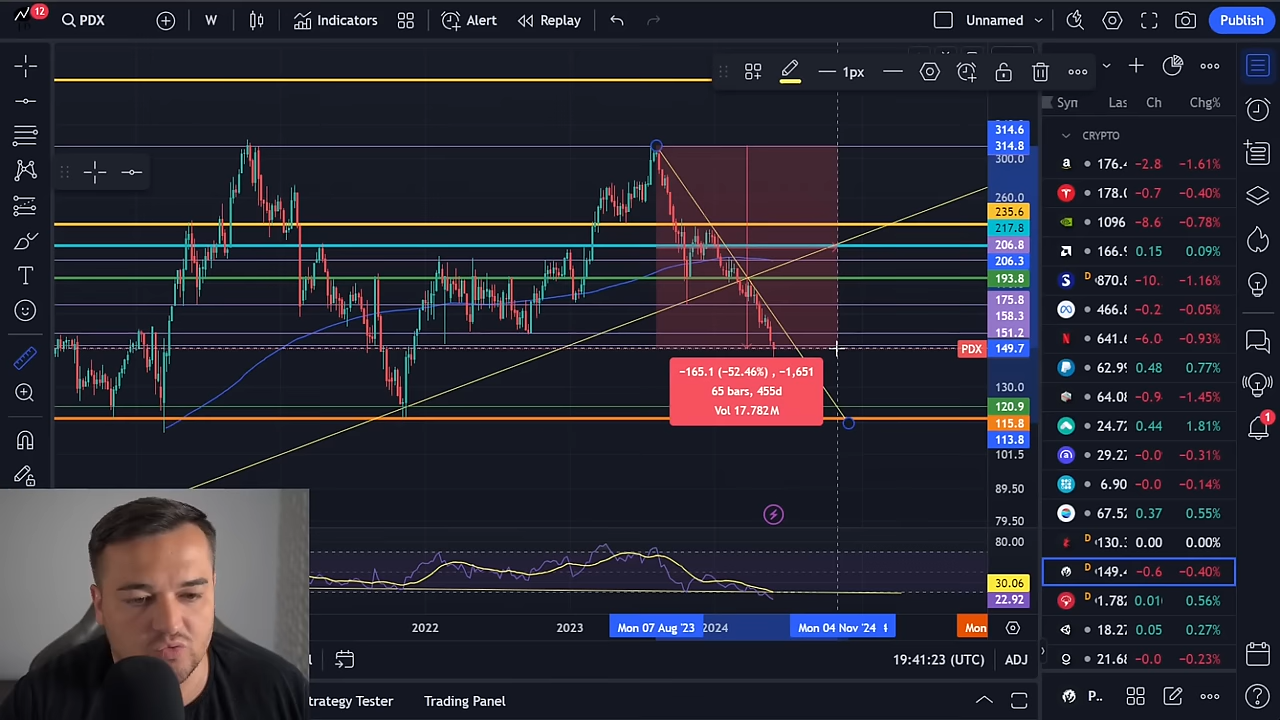 12
PDX
W
Indicators
Alert
Replay
Unnamed
Publish
1px
Las
Ch
Chg%
CRYPTO
176.4
-2.8
-1.61%
178.0
-0.7
-0.40%
1096
-8.6
-0.78%
166.9
0.15
0.09%
D
870.8
-10.
-1.16%
466.8
-0.2
-0.05%
641.6
-0.9
-1.43%
62.99
0.48
0.77%
64.08
-0.9
-1.45%
24.72
0.44
1.81%
29.22
-0.0
-0.31%
6.90
-0.0
-0.14%
67.52
0.37
0.55%
D
130.
0.00
0.00%
D
149.4
-0.6
-0.40%
D
1.782
0.01
0.56%
18.27
0.05
0.27%
21.68
-0.0
-0.23%
P..
1
314.6
314.8
300.0
260.0
235.6
217.8
206.8
206.3
193.8
175.8
158.3
151.2
PDX
149.7
130.0
120.9
115.8
113.8
101.5
89.50
79.50
80.00
30.06
22.92
−165.1 (−52.46%) , −1,651
65 bars, 455d
Vol 17.782M
2022
2023
Mon 07 Aug '23
2024
Mon 04 Nov '24
Mon
19:41:23 (UTC)
ADJ
trategy Tester
Trading Panel